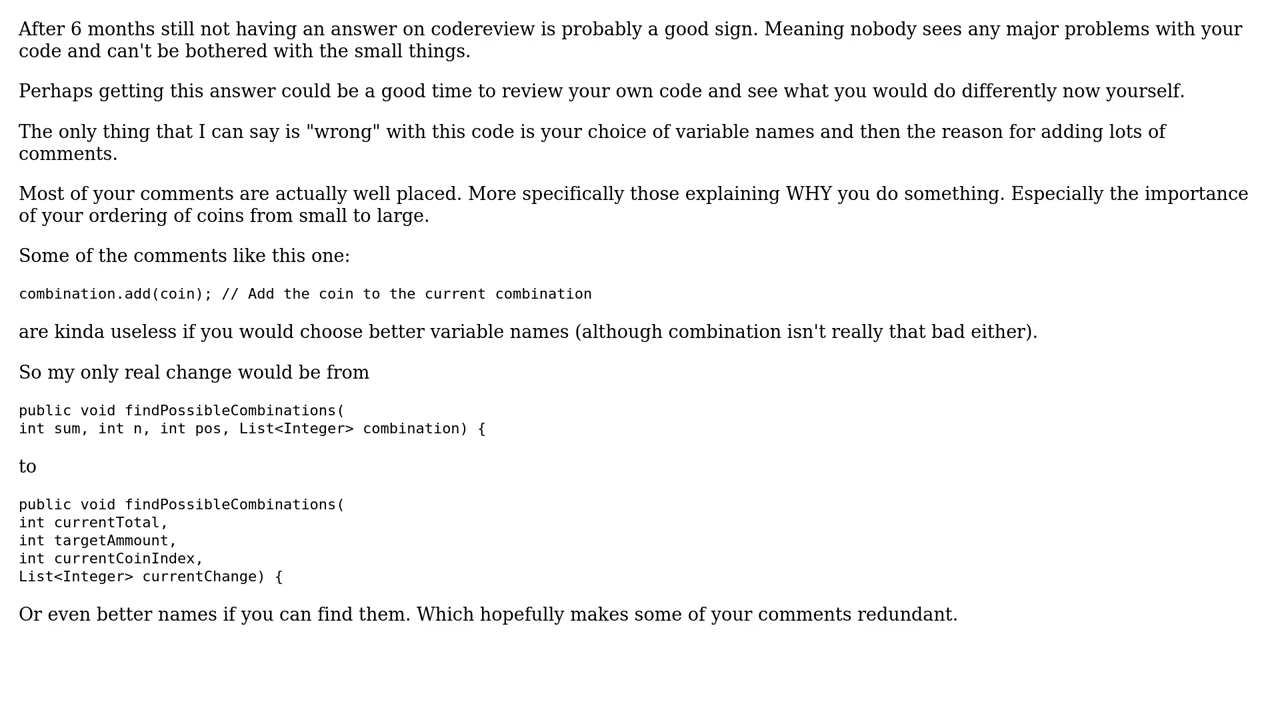 After 6 months still not having an answer on codereview is probably a good sign. Meaning nobody sees any major problems with your
code and can't be bothered with the small things.
Perhaps getting this answer could be a good time to review your own code and see what you would do differently now yourself.
The only thing that I can say is "wrong" with this code is your choice of variable names and then the reason for adding lots of
comments.
Most of your comments are actually well placed. More specifically those explaining WHY you do something. Especially the importance
of your ordering of coins from small to large.
Some of the comments like this one:
combination.add(coin); // Add the coin to the current combination
are kinda useless if you would choose better variable names (although combination isn't really that bad either).
So my only real change would be from
public void findPossibleCombinations(
int sum, int n, int pos, List<Integer> combination) {
to
public void findPossibleCombinations(
int currentTotal,
int targetAmmount,
int currentCoinIndex,
List<Integer> currentChange) {
Or even better names if you can find them. Which hopefully makes some of your comments redundant.